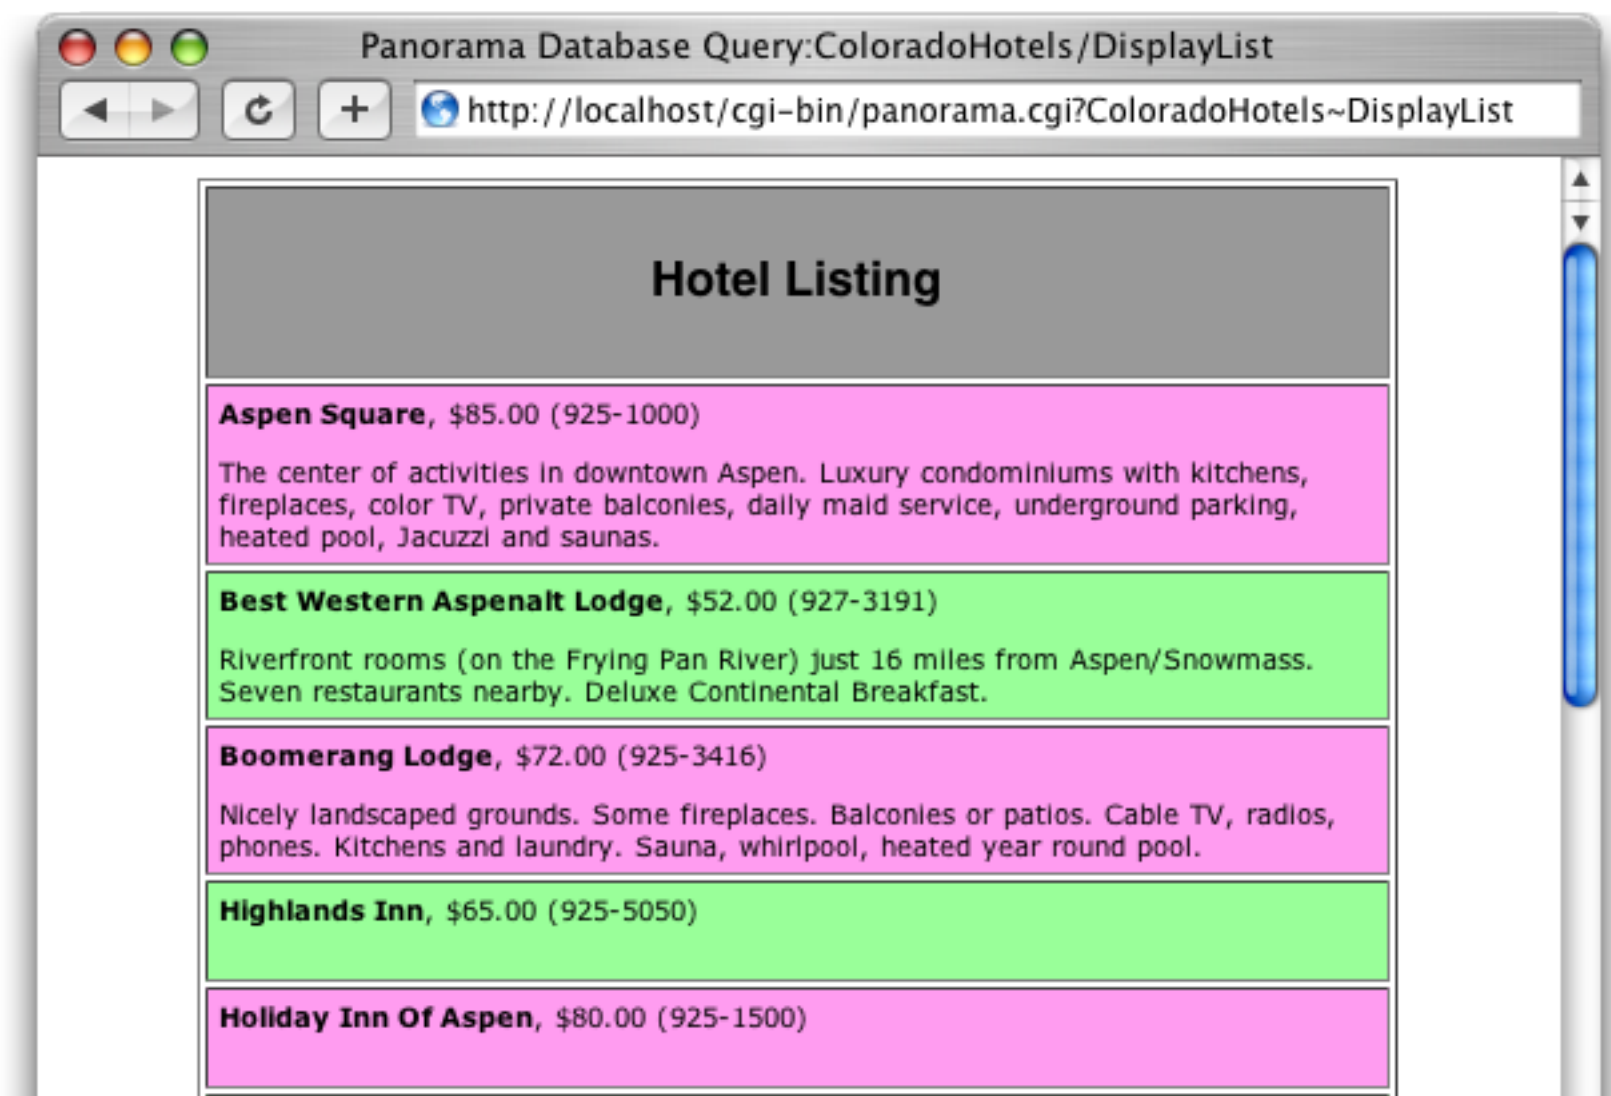 Panorama Database Query:ColoradoHotels/DisplayList
http://localhost/cgi-bin/panorama.cgi?ColoradoHotels~DisplayList
Hotel Listing
Aspen Square, $85.00 (925-1000)
The center of activities in downtown Aspen. Luxury condominiums with kitchens,
fireplaces, color TV, private balconies, daily maid service, underground parking,
heated pool, Jacuzzi and saunas.
Best Western Aspenalt Lodge, $52.00 (927-3191)
Riverfront rooms (on the Frying Pan River) just 16 miles from Aspen/Snowmass.
Seven restaurants nearby. Deluxe Continental Breakfast.
Boomerang Lodge, $72.00 (925-3416)
Nicely landscaped grounds. Some fireplaces. Balconies or patios. Cable TV, radios,
phones. Kitchens and laundry. Sauna, whirlpool, heated year round pool.
Highlands Inn, $65.00 (925-5050)
Holiday Inn Of Aspen, $80.00 (925-1500)